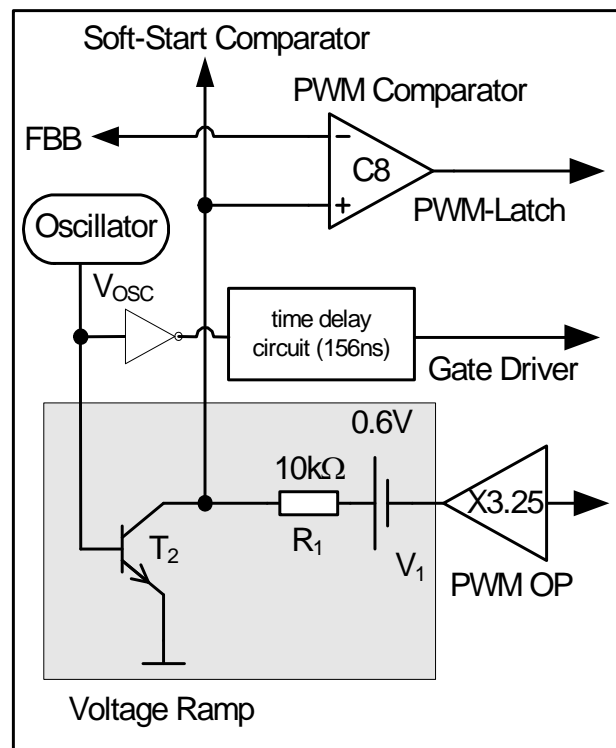 Soft-Start Comparator
PWM Comparator
FBB
−
C8
+
PWM-Latch
Oscillator
VOSC
time delay
circuit (156ns)
Gate Driver
0.6V
10kΩ
X3.25
T2
R1
V1
PWM OP
Voltage Ramp